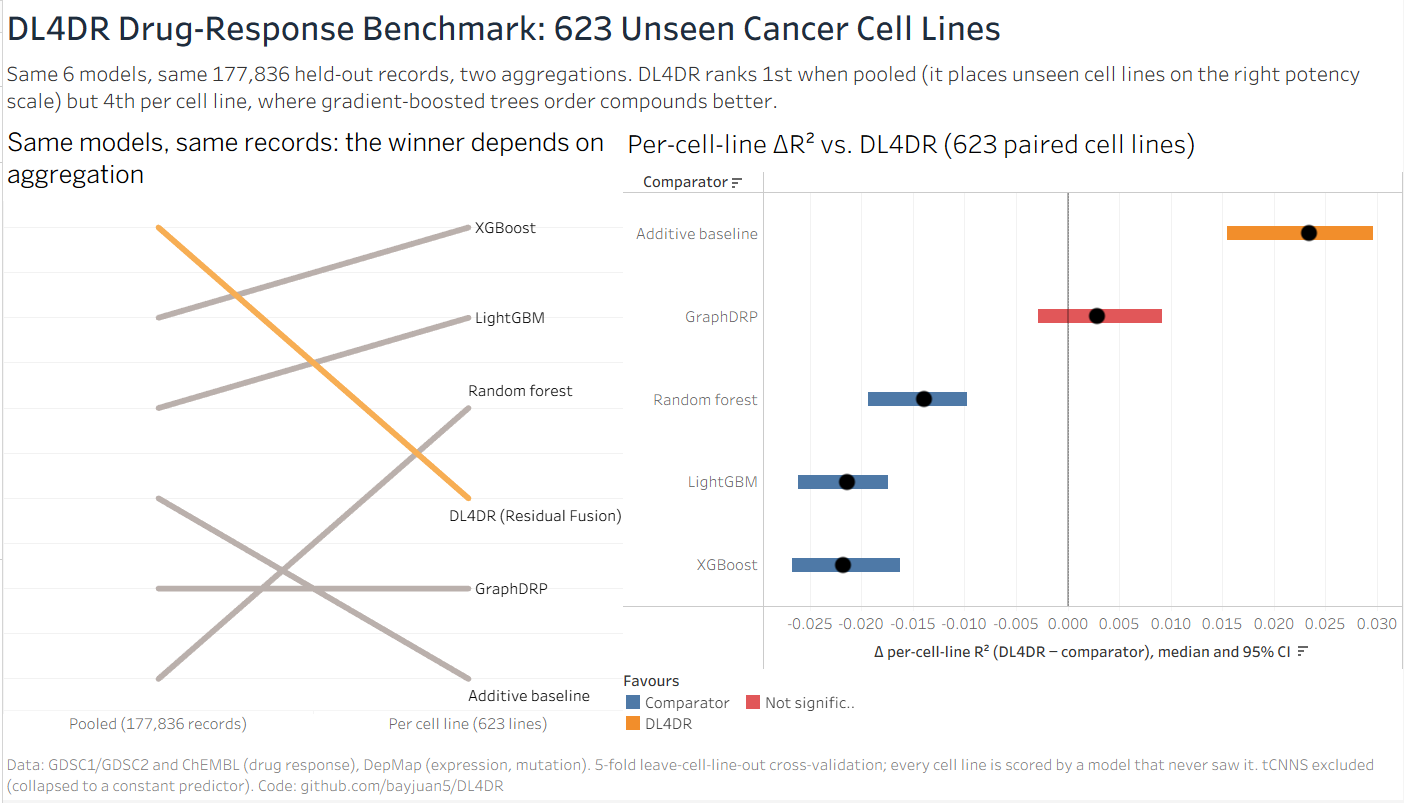 DL4DR Drug-Response Benchmark: 623 Unseen Cancer Cell Lines
Same 6 models, same 177,836 held-out records, two aggregations. DL4DR ranks 1st when pooled (it places unseen cell lines on the right potency
scale) but 4th per cell line, where gradient-boosted trees order compounds better.
Same models, same records: the winner depends on
aggregation
XGBoost
LightGBM
Random forest
DL4DR (Residual Fusion)
GraphDRP
Additive baseline
Pooled (177,836 records)
Per cell line (623 lines)
Per-cell-line ΔR² vs. DL4DR (623 paired cell lines)
Comparator
Additive baseline
GraphDRP
Random forest
LightGBM
XGBoost
-0.025 -0.020 -0.015 -0.010 -0.005 0.000 0.005 0.010 0.015 0.020 0.025 0.030
Δ per-cell-line R² (DL4DR – comparator), median and 95% CI
Favours
Comparator
Not signific..
DL4DR
Data: GDSC1/GDSC2 and ChEMBL (drug response), DepMap (expression, mutation). 5-fold leave-cell-line-out cross-validation; every cell line is scored by a model that never saw it. tCNNS excluded
(collapsed to a constant predictor). Code: github.com/bayjuan5/DL4DR